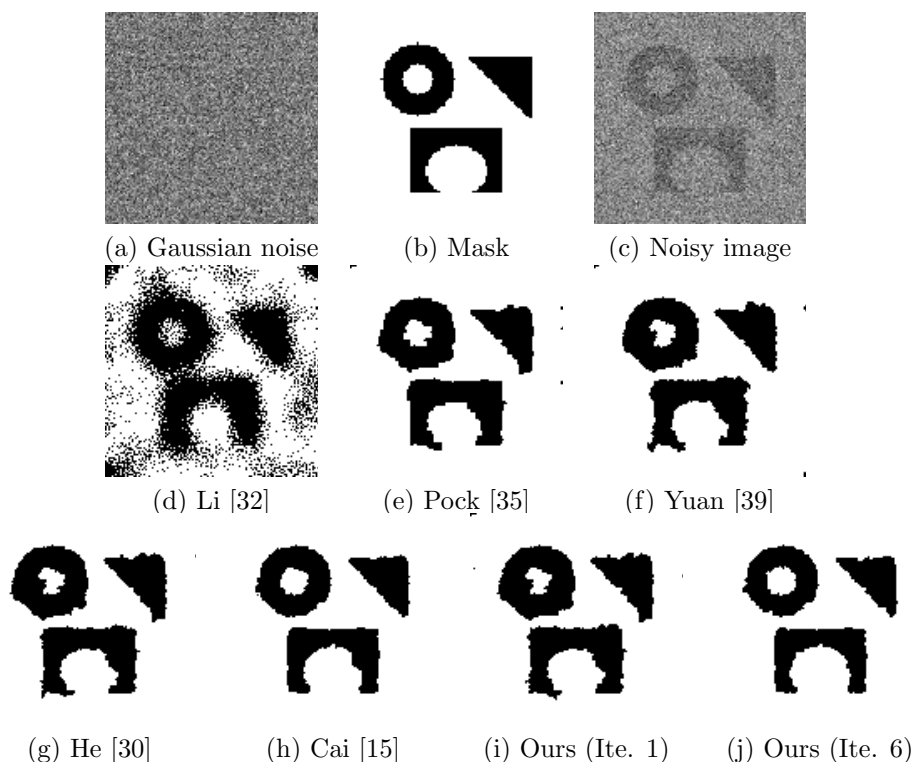 (a) Gaussian noise (b) Mask (c) Noisy image
(d) Li [32] (e) Pock [35] (f) Yuan [39]
(g) He [30] (h) Cai [15] (i) Ours (Ite. 1) (j) Ours (Ite. 6)